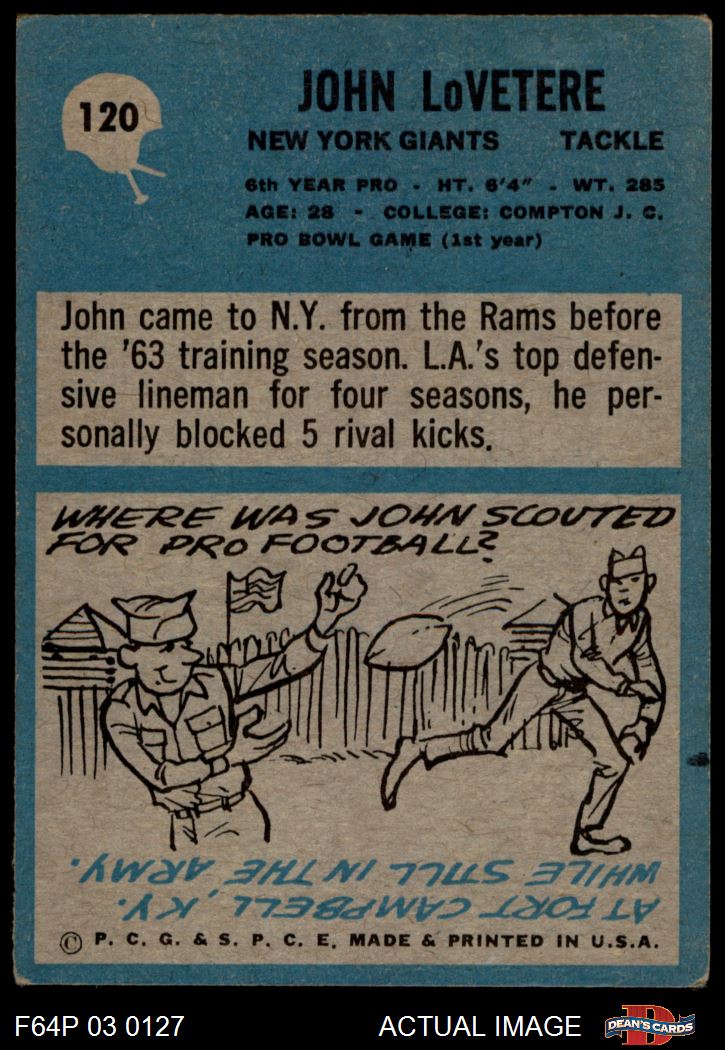 120
JOHN LoVETERE
NEW YORK GIANTS TACKLE
6th YEAR PRO - HT. 6'4" - WT. 285
AGE: 28 - COLLEGE: COMPTON J. C.
PRO BOWL GAME (1st year)
John came to N.Y. from the Rams before
the '63 training season. L.A.'s top defen-
sive lineman for four seasons, he per-
sonally blocked 5 rival kicks.
WHERE WAS JOHN SCOUTED
FOR PRO FOOTBALL?
AT FORT CAMPBELL, KY.
WHILE STILL IN THE ARMY.
© P. C. G. & S. P. C. E. MADE & PRINTED IN U.S.A.
F64P 03 0127 ACTUAL IMAGE
D
DEAN'S CARDS